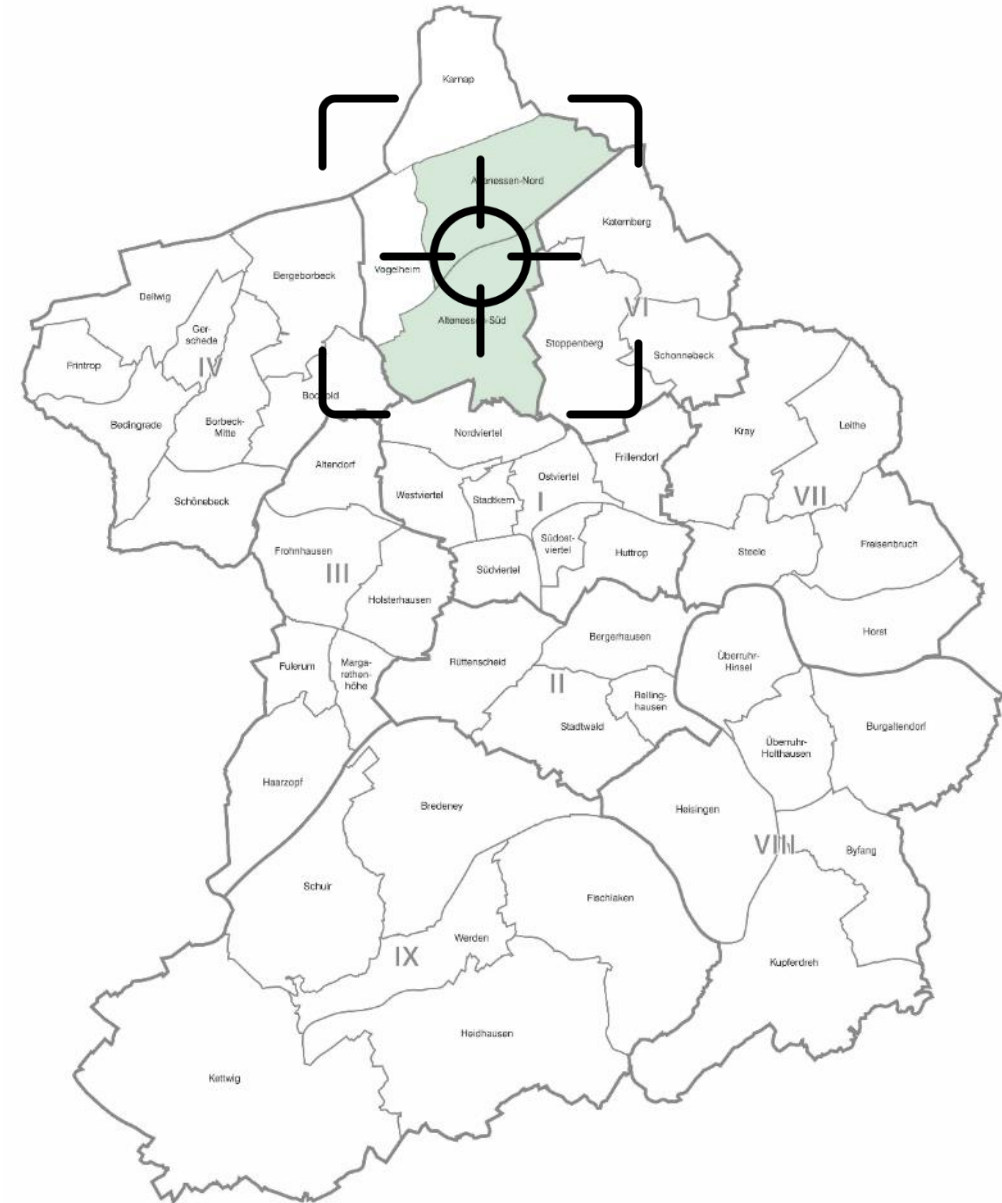 Karnap
Altenessen-Nord
Katernberg
Vogelheim
Bergeborbeck
Dellwig
Ger-
schede
IV
Frintrop
Altenessen-Süd
Stoppenberg
VI
Schonnebeck
Bochold
Bedingrade
Borbeck-
Mitte
Nordviertel
Kray
Leithe
Altendorf
Frillendorf
Schönebeck
Westviertel
Stadtkern
Ostviertel
I
VII
Südost-
viertel
Huttrop
Steele
Freisenbruch
Frohnhausen
III
Südviertel
Holsterhausen
Horst
Bergerhausen
Fulerum
Marga-
rethen-
höhe
Rüttenscheid
Überruhr-
Hinsel
II
Relling-
hausen
Stadtwald
Burgaltendorf
Überruhr-
Holthausen
Haarzopf
Bredeney
Heisingen
VIII
Byfang
Schuir
Fischlaken
Werden
IX
Kupferdreh
Heidhausen
Kettwig